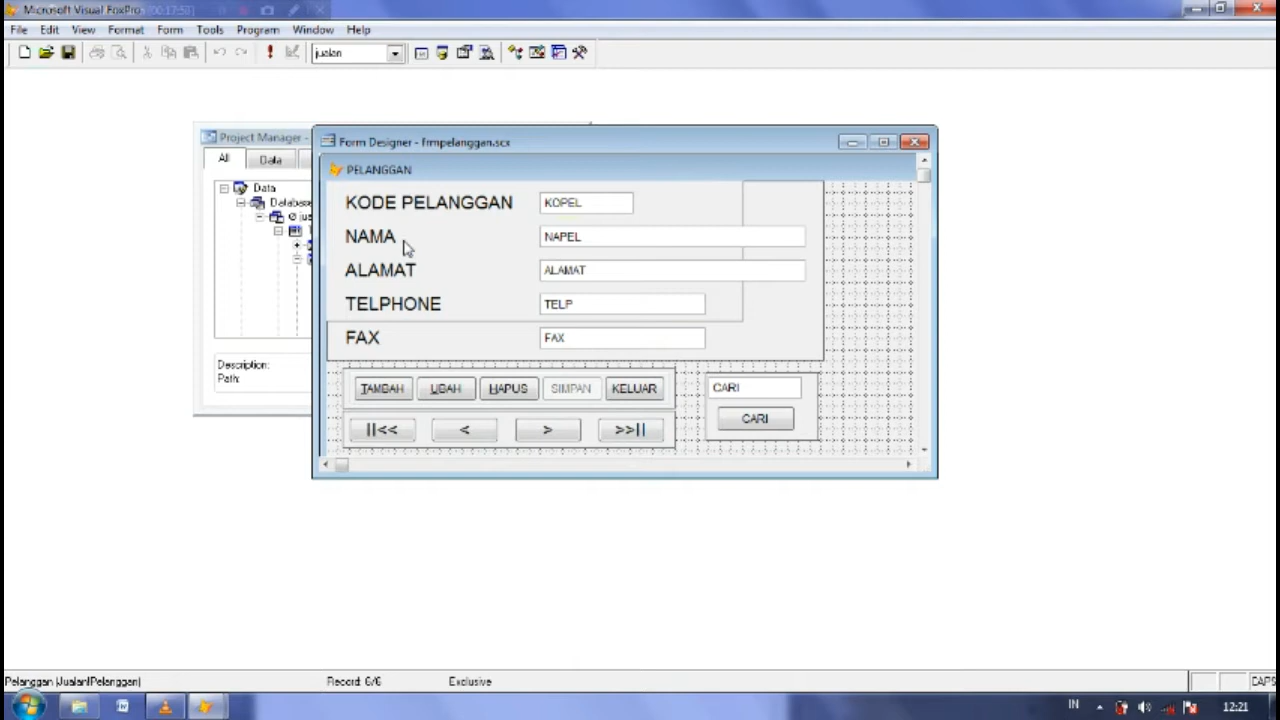 Microsoft Visual FoxPro
File Edit View Format Form Tools Program Window Help
jualan
Project Manager -
All Data
Data
Form Designer - frmpelanggan.scx
PELANGGAN
KODE PELANGGAN KOPEL
NAMA NAPEL
ALAMAT ALAMAT
TELPHONE TELP
FAX FAX
Description:
Path:
TAMBAH UBAH HAPUS SIMPAN KELUAR
CARI
||<< < > >>||
CARI
Pelanggan (Jualan!Pelanggan) Record: 6/6 Exclusive CAPS
IN 12:21